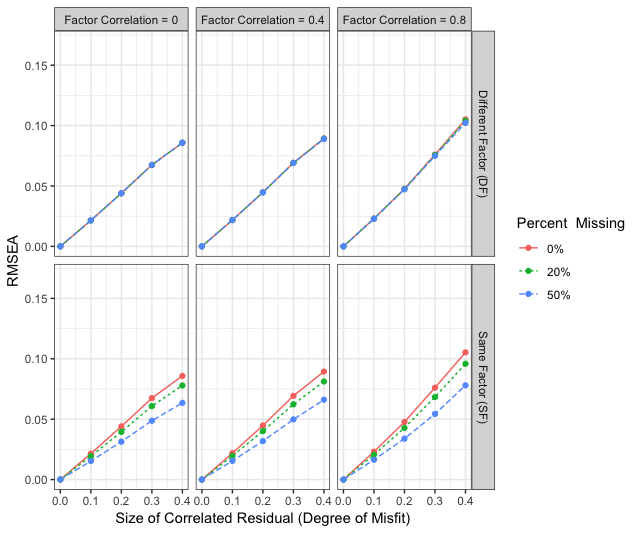 Factor Correlation = 0
Factor Correlation = 0.4
Factor Correlation = 0.8
0.15
0.10
0.05
0.00
Different Factor (DF)
RMSEA
0.15
0.10
0.05
0.00
Same Factor (SF)
0.0 0.1 0.2 0.3 0.4
0.0 0.1 0.2 0.3 0.4
0.0 0.1 0.2 0.3 0.4
Size of Correlated Residual (Degree of Misfit)
Percent  Missing
0%
20%
50%